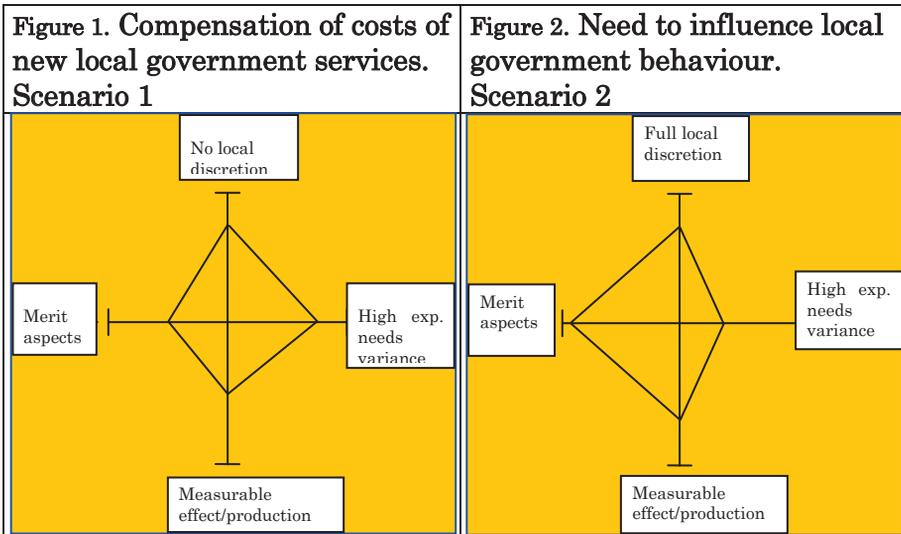 Figure 1. Compensation of costs of
new local government services.
Scenario 1
Figure 2. Need to influence local
government behaviour.
Scenario 2
No local
discretion
Merit
aspects
High exp.
needs
variance
Measurable
effect/production
Full local
discretion
Merit
aspects
High exp.
needs
variance
Measurable
effect/production